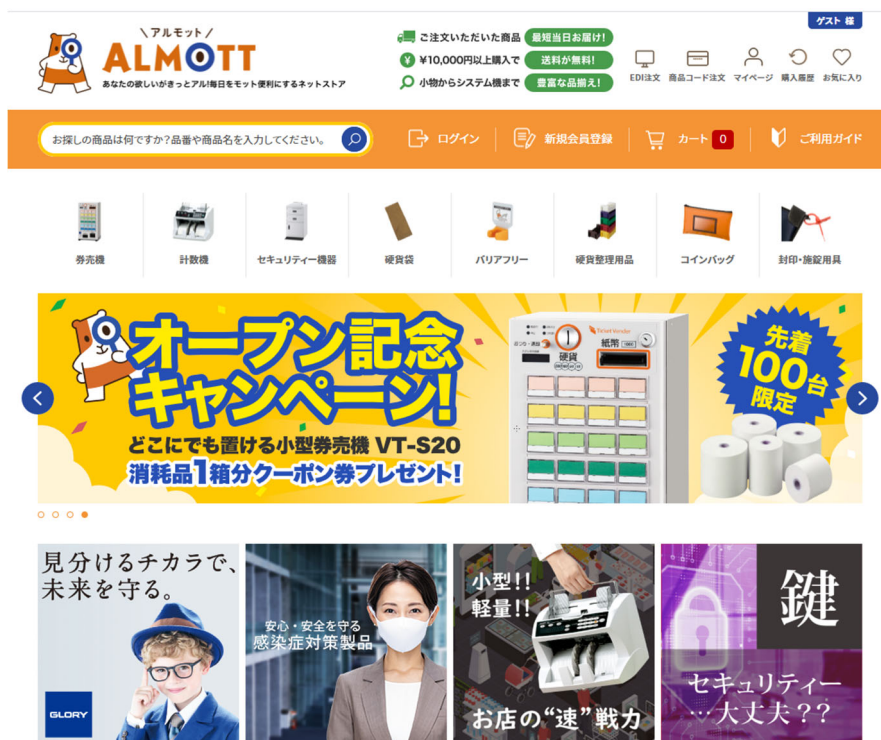 ゲスト 様
\ アルモット /
ALMOTT
あなたの欲しいがきっとアル!毎日をモット便利にするネットストア
ご注文いただいた商品 最短当日お届け!
¥10,000円以上購入で 送料が無料!
小物からシステム機まで 豊富な品揃え!
EDI注文 商品コード注文 マイページ 購入履歴 お気に入り
お探しの商品は何ですか?品番や商品名を入力してください。
ログイン 新規会員登録 カート 0 ご利用ガイド
券売機 計数機 セキュリティー機器 硬貨袋 バリアフリー 硬貨整理用品 コインバッグ 封印・施錠用具
オープン記念
キャンペーン!
どこにでも置ける小型券売機 VT-S20
消耗品1箱分クーポン券プレゼント!
Ticket Vendor
紙幣
硬貨
先着
100台
限定
見分けるチカラで、
未来を守る。
GLORY
安心・安全を守る
感染症対策製品
小型!!
軽量!!
お店の“速”戦力
鍵
セキュリティー
…大丈夫??